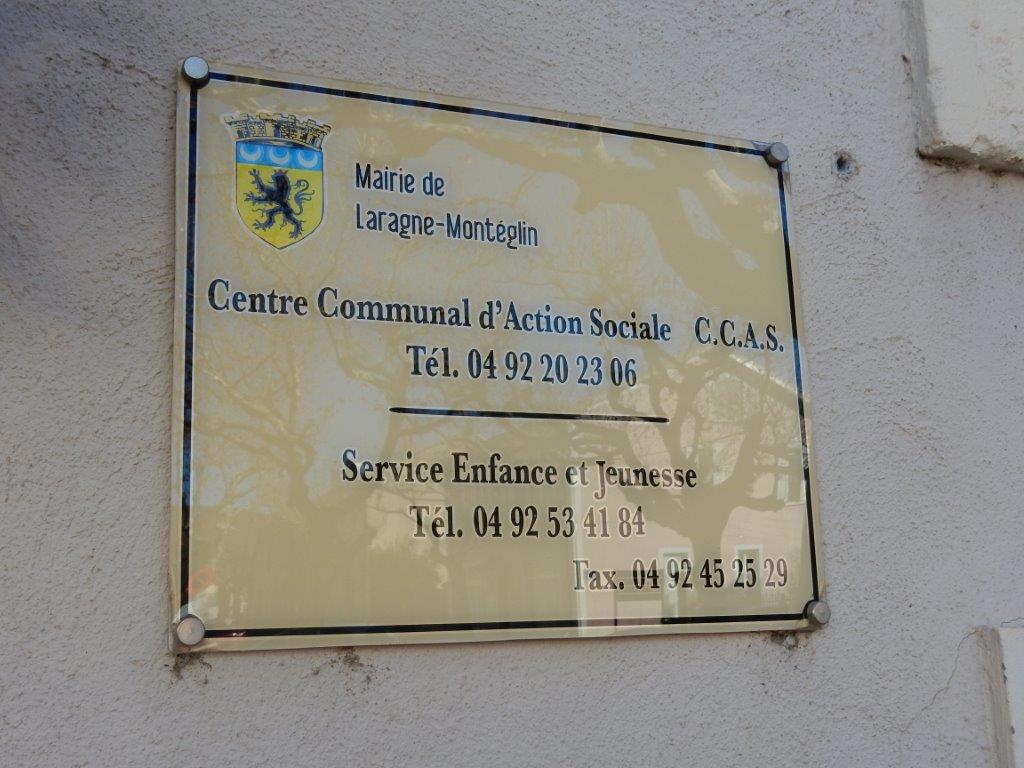 Mairie de
Laragne-Montéglin
Centre Communal d'Action Sociale C.C.A.S.
Tél. 04 92 20 23 06
Service Enfance et Jeunesse
Tél. 04 92 53 41 84
Fax. 04 92 45 25 29